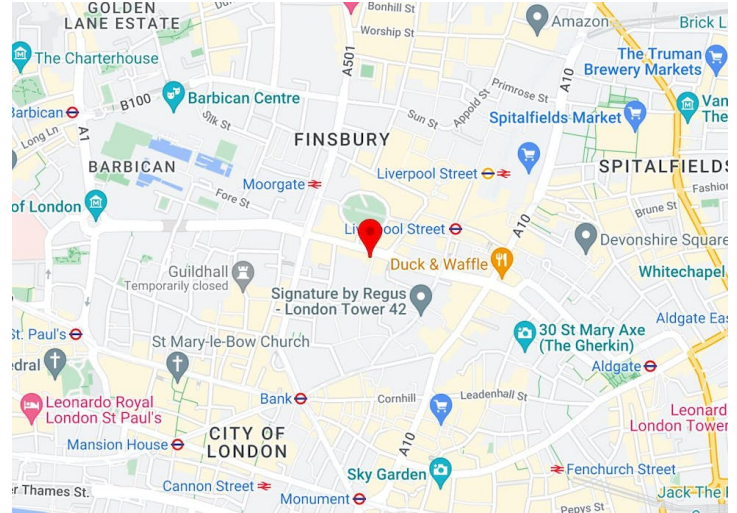 GOLDEN
LANE ESTATE
Bonhill St
Worship St
Amazon
Brick L
The Charterhouse
A501
A10
The Truman
Brewery Markets
Barbican
B100
Barbican Centre
Primrose St
Appold St
Sun St
Spitalfields Market
Van
The
Long Ln
A1
Silk St
FINSBURY
BARBICAN
Moorgate
Liverpool Street
SPITALFIELDS
Fashion
Fore St
of London
Brune St
Liverpool Street
A10
Devonshire Square
Duck & Waffle
Whitechapel
Guildhall
Temporarily closed
Signature by Regus
- London Tower 42
Aldgate Eas
St. Paul's
St Mary-le-Bow Church
30 St Mary Axe
(The Gherkin)
edral
Aldgate
Leonardo Royal
London St Paul's
Bank
Cornhill
Leadenhall St
Leonard
London Tower
Mansion House
CITY OF
LONDON
A10
Sky Garden
Fenchurch Street
er Thames St.
Cannon Street
Monument
Pepys St
Jack The